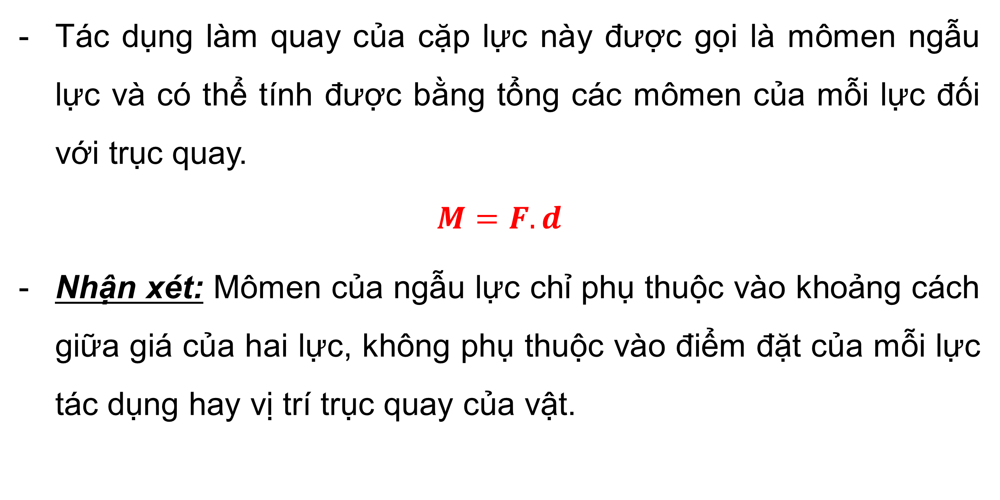 - Tác dụng làm quay của cặp lực này được gọi là mômen ngẫu
lực và có thể tính được bằng tổng các mômen của mỗi lực đối
với trục quay.
M = F. d
- Nhận xét: Mômen của ngẫu lực chỉ phụ thuộc vào khoảng cách
giữa giá của hai lực, không phụ thuộc vào điểm đặt của mỗi lực
tác dụng hay vị trí trục quay của vật.